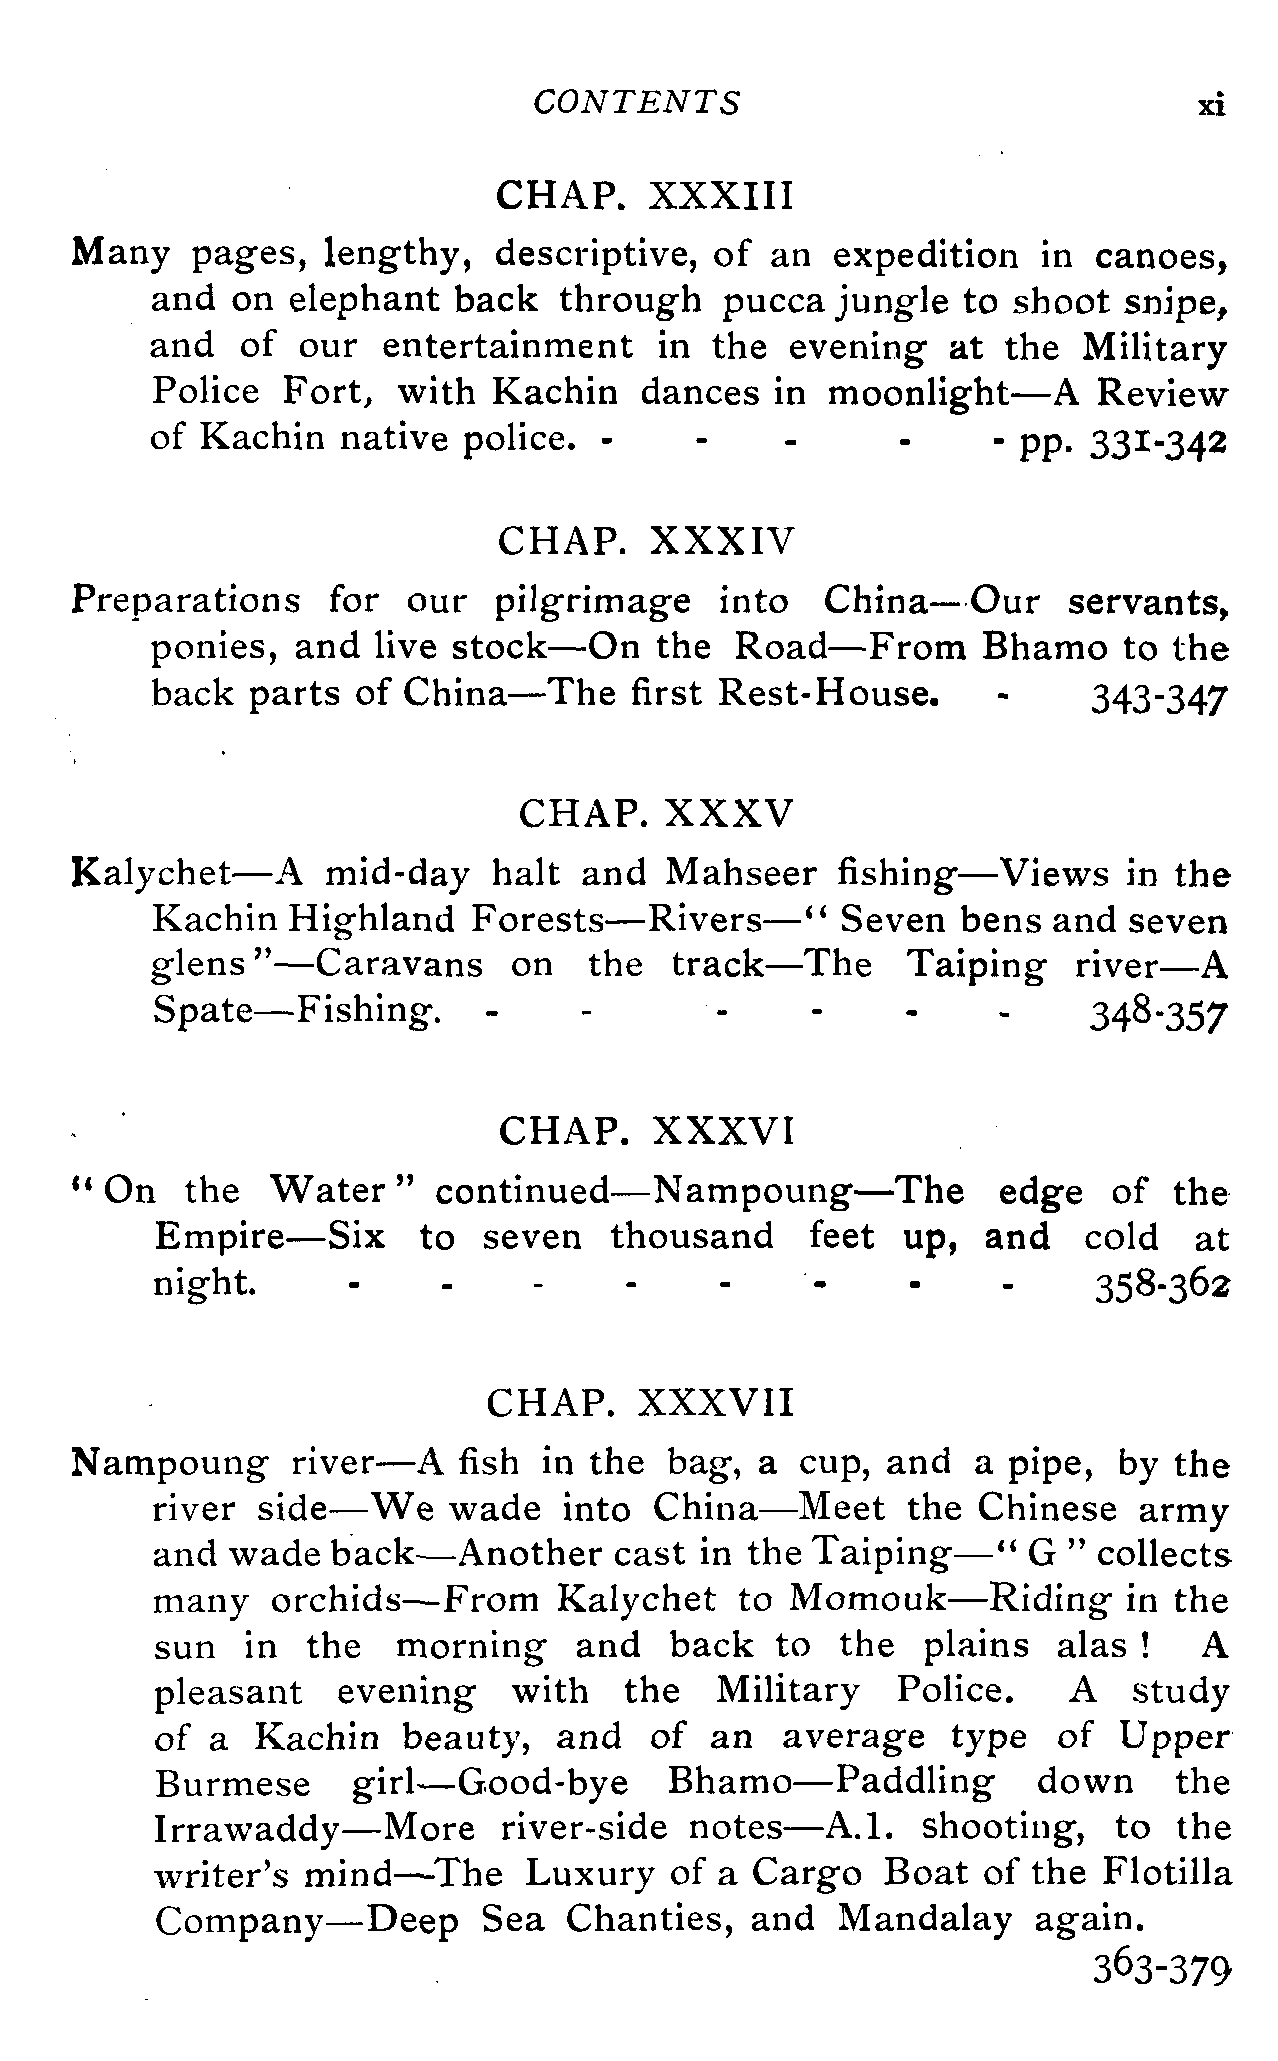 CONTENTS xi
CHAP. XXXIII
Many pages, lengthy, descriptive, of an expedition in canoes,
and on elephant back through pucca jungle to shoot snipe,
and of our entertainment in the evening at the Military
Police Fort, with Kachin dances in moonlight—A Review
of Kachin native police. - - - - - pp. 331-342
CHAP. XXXIV
Preparations for our pilgrimage into China—Our servants,
ponies, and live stock—On the Road—From Bhamo to the
back parts of China—The first Rest-House. - 343-347
CHAP. XXXV
Kalychet—A mid-day halt and Mahseer fishing—Views in the
Kachin Highland Forests—Rivers—“ Seven bens and seven
glens ”—Caravans on the track—The Taiping river—A
Spate—Fishing. - - - - - - 348-357
CHAP. XXXVI
“ On the Water ” continued—Nampoung—The edge of the
Empire—Six to seven thousand feet up, and cold at
night. - - - - - - - - 358-362
CHAP. XXXVII
Nampoung river—A fish in the bag, a cup, and a pipe, by the
river side—We wade into China—Meet the Chinese army
and wade back—Another cast in the Taiping—“ G ” collects
many orchids—From Kalychet to Momouk—Riding in the
sun in the morning and back to the plains alas ! A
pleasant evening with the Military Police. A study
of a Kachin beauty, and of an average type of Upper
Burmese girl—Good-bye Bhamo—Paddling down the
Irrawaddy—More river-side notes—A.1. shooting, to the
writer's mind—The Luxury of a Cargo Boat of the Flotilla
Company—Deep Sea Chanties, and Mandalay again.
363-379